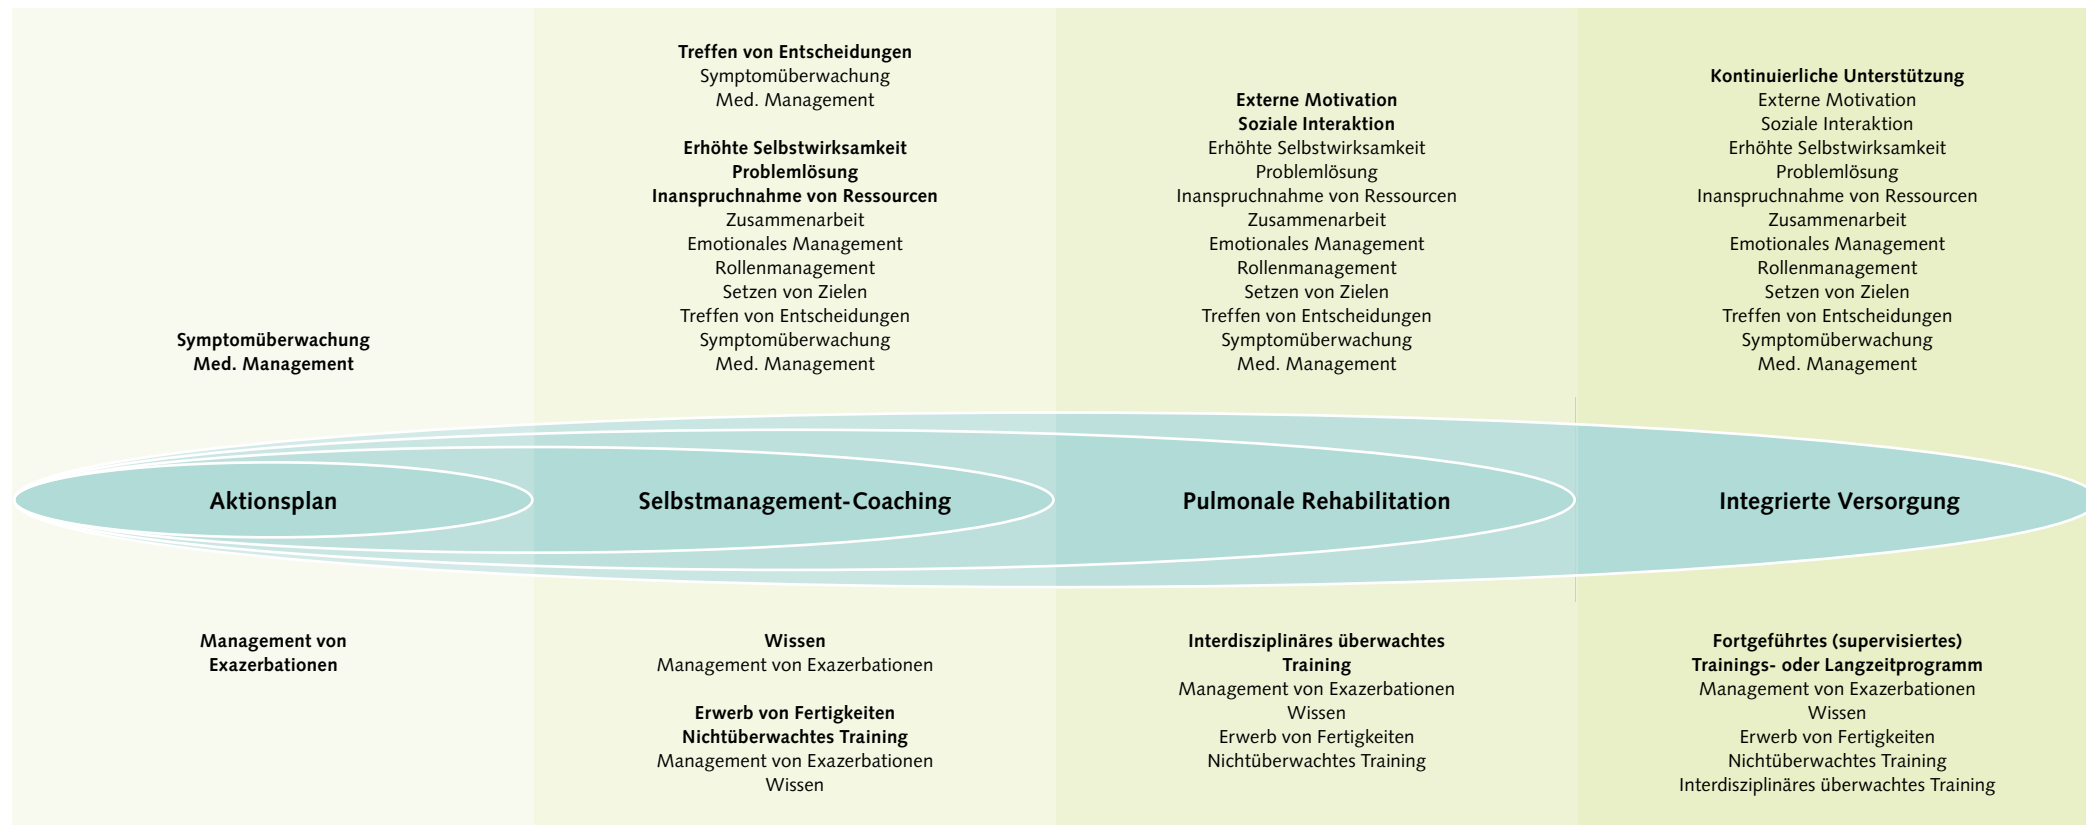 Symptomüberwachung
Med. Management
Treffen von Entscheidungen
Symptomüberwachung
Med. Management
Erhöhte Selbstwirksamkeit
Problemlösung
Inanspruchnahme von Ressourcen
Zusammenarbeit
Emotionales Management
Rollenmanagement
Setzen von Zielen
Treffen von Entscheidungen
Symptomüberwachung
Med. Management
Externe Motivation
Soziale Interaktion
Erhöhte Selbstwirksamkeit
Problemlösung
Inanspruchnahme von Ressourcen
Zusammenarbeit
Emotionales Management
Rollenmanagement
Setzen von Zielen
Treffen von Entscheidungen
Symptomüberwachung
Med. Management
Kontinuierliche Unterstützung
Externe Motivation
Soziale Interaktion
Erhöhte Selbstwirksamkeit
Problemlösung
Inanspruchnahme von Ressourcen
Zusammenarbeit
Emotionales Management
Rollenmanagement
Setzen von Zielen
Treffen von Entscheidungen
Symptomüberwachung
Med. Management
Aktionsplan
Selbstmanagement-Coaching
Pulmonale Rehabilitation
Integrierte Versorgung
Management von
Exazerbationen
Wissen
Management von Exazerbationen
Erwerb von Fertigkeiten
Nichtüberwachtes Training
Management von Exazerbationen
Wissen
Interdisziplinäres überwachtes
Training
Management von Exazerbationen
Wissen
Erwerb von Fertigkeiten
Nichtüberwachtes Training
Fortgeführtes (supervisiertes)
Trainings- oder Langzeitprogramm
Management von Exazerbationen
Wissen
Erwerb von Fertigkeiten
Nichtüberwachtes Training
Interdisziplinäres überwachtes Training